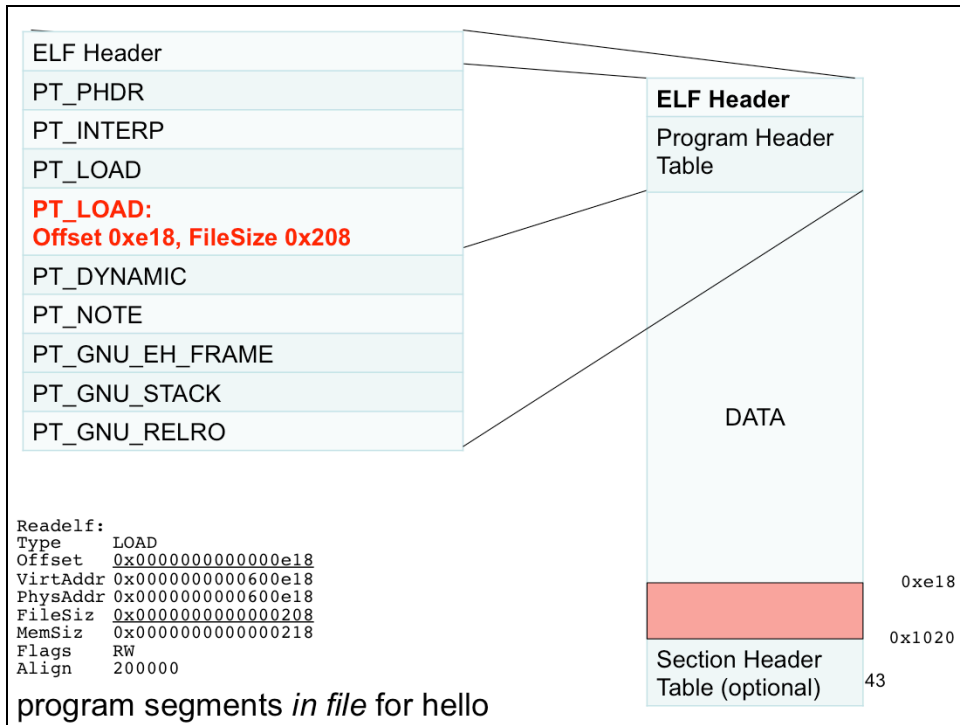 ELF Header
PT_PHDR
PT_INTERP
PT_LOAD
PT_LOAD:
Offset 0xe18, FileSize 0x208
PT_DYNAMIC
PT_NOTE
PT_GNU_EH_FRAME
PT_GNU_STACK
PT_GNU_RELRO
ELF Header
Program Header
Table
DATA
0xe18
0x1020
Section Header
Table (optional)
43
Readelf:
Type LOAD
Offset 0x0000000000000e18
VirtAddr 0x0000000000600e18
PhysAddr 0x0000000000600e18
FileSiz 0x0000000000000208
MemSiz 0x0000000000000218
Flags RW
Align 200000
program segments in file for hello